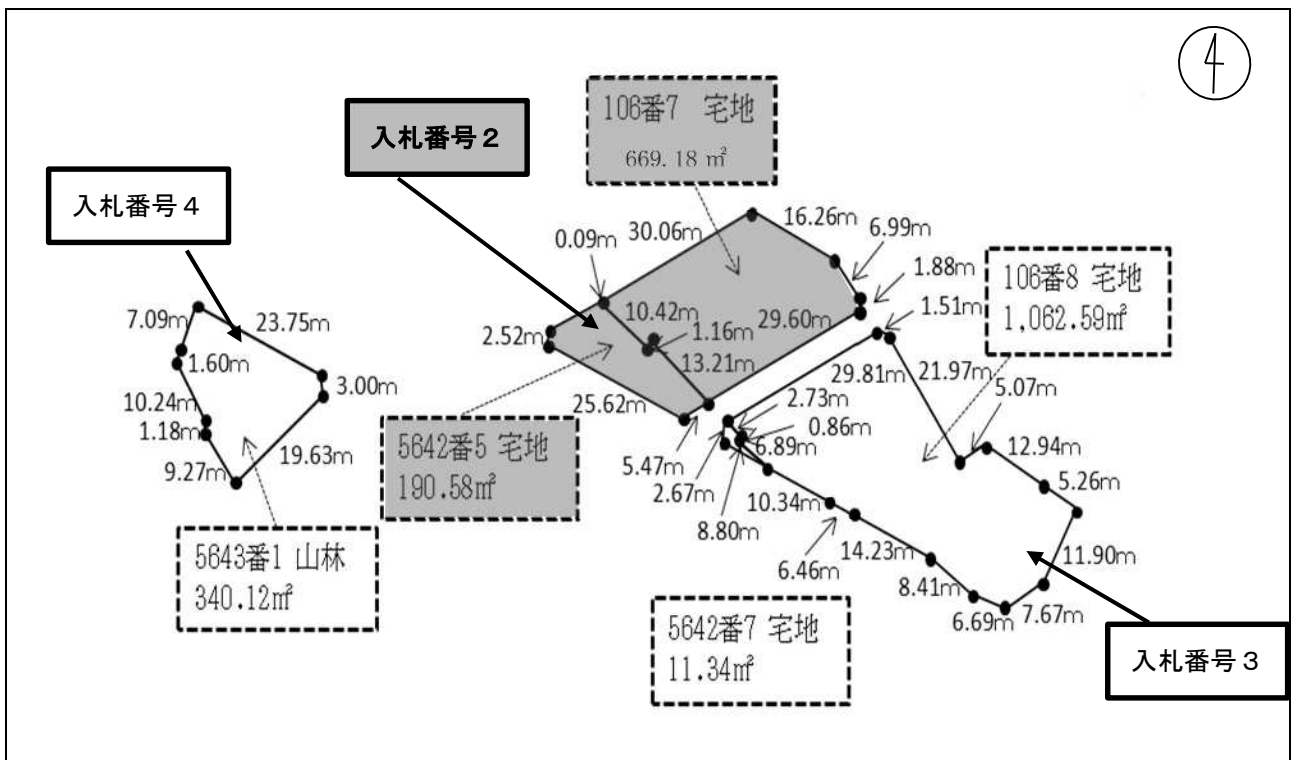 106番7 宅地
669.18 ㎡
入札番号2
入札番号4
16.26m
30.06m
6.99m
0.09m
1.88m
106番8 宅地
1,062.59㎡
1.51m
7.09m
23.75m
10.42m
29.60m
2.52m
1.16m
13.21m
1.60m
3.00m
29.81m
21.97m
5.07m
10.24m
25.62m
2.73m
1.18m
0.86m
12.94m
5642番5 宅地
190.58㎡
6.89m
19.63m
5.47m
5.26m
9.27m
2.67m
10.34m
8.80m
14.23m
11.90m
5643番1 山林
340.12㎡
6.46m
8.41m
7.67m
6.69m
5642番7 宅地
11.34㎡
入札番号3